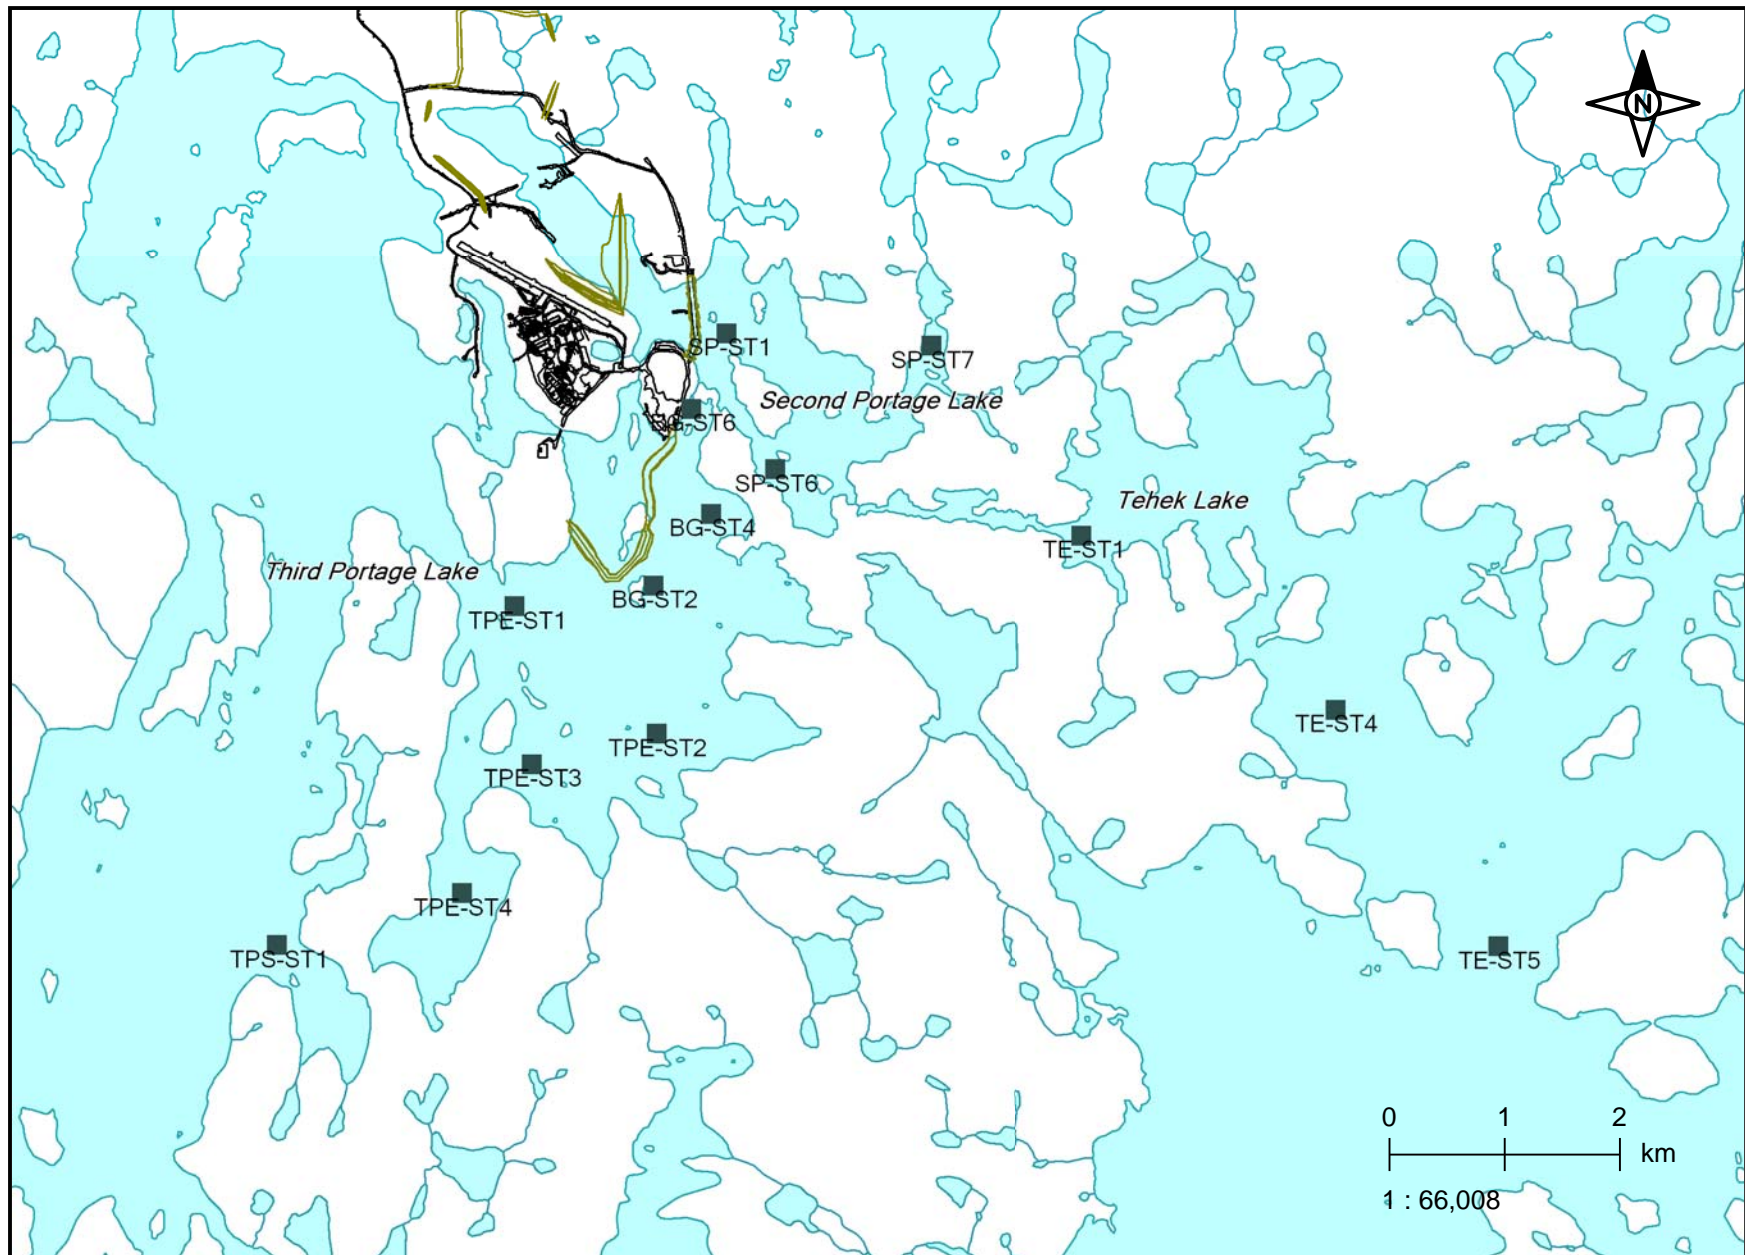 N
SP-ST1
SP-ST7
Second Portage Lake
BG-ST6
SP-ST6
Tehek Lake
BG-ST4
TE-ST1
Third Portage Lake
BG-ST2
TPE-ST1
TE-ST4
TPE-ST2
TPE-ST3
TPE-ST4
TPS-ST1
TE-ST5
0 1 2
km
1 : 66,008